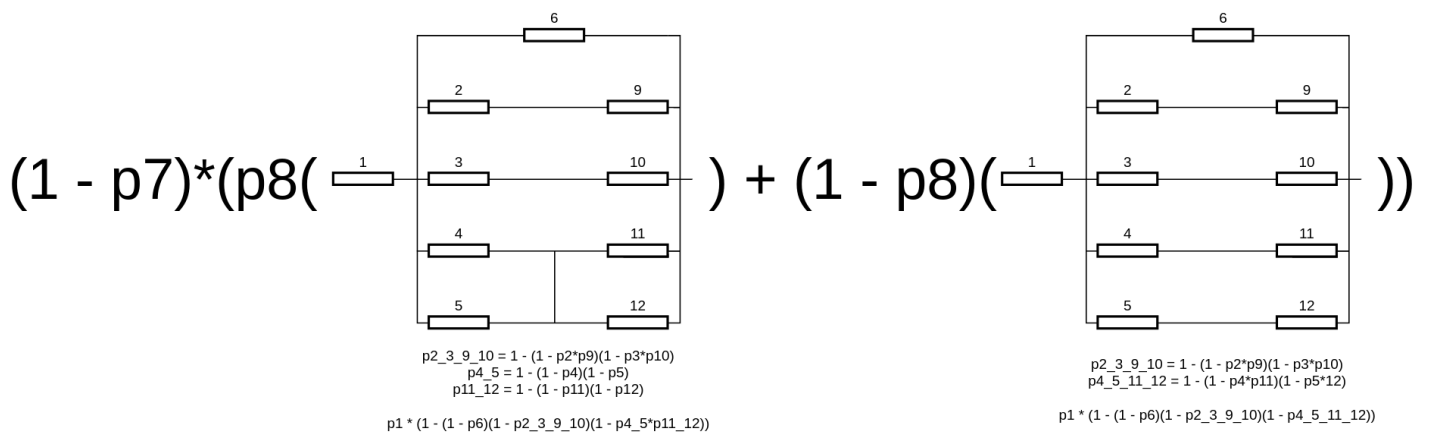 6
6
2 9
2 9
(1 - p7)*(p8( 1 3 10 ) + (1 - p8)( 1 3 10 ))
4 11
4 11
5 12
5 12
p2_3_9_10 = 1 - (1 - p2*p9)(1 - p3*p10)
p4_5 = 1 - (1 - p4)(1 - p5)
p11_12 = 1 - (1 - p11)(1 - p12)
p1 * (1 - (1 - p6)(1 - p2_3_9_10)(1 - p4_5*p11_12))
p2_3_9_10 = 1 - (1 - p2*p9)(1 - p3*p10)
p4_5_11_12 = 1 - (1 - p4*p11)(1 - p5*12)
p1 * (1 - (1 - p6)(1 - p2_3_9_10)(1 - p4_5_11_12))